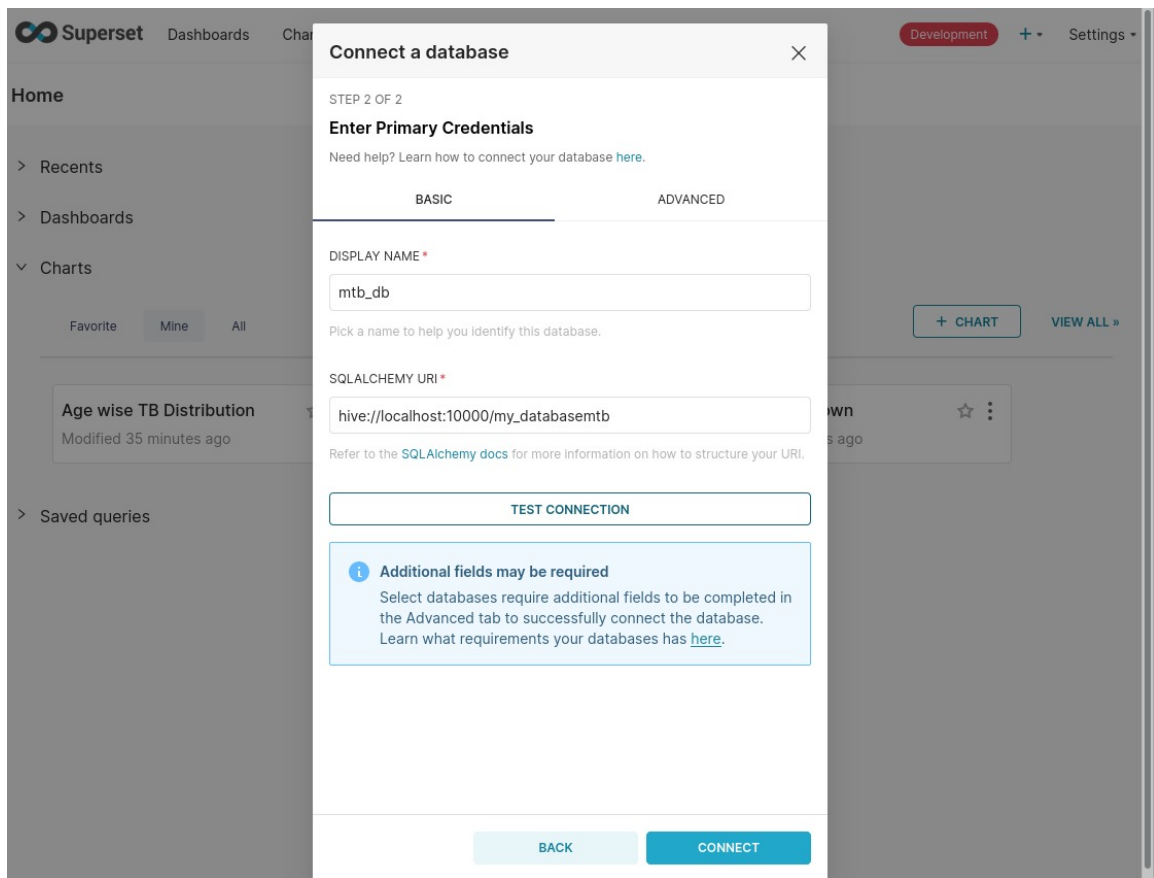 Superset Dashboards Char Development + Settings
Home
Recents
Dashboards
Charts
Favorite Mine All + CHART VIEW ALL »
Age wise TB Distribution own
Modified 35 minutes ago s ago
Saved queries
Connect a database
STEP 2 OF 2
Enter Primary Credentials
Need help? Learn how to connect your database here.
BASIC ADVANCED
DISPLAY NAME *
mtb_db
Pick a name to help you identify this database.
SQLALCHEMY URI *
hive://localhost:10000/my_databasemtb
Refer to the SQLAlchemy docs for more information on how to structure your URI.
TEST CONNECTION
Additional fields may be required
Select databases require additional fields to be completed in
the Advanced tab to successfully connect the database.
Learn what requirements your databases has here.
BACK CONNECT